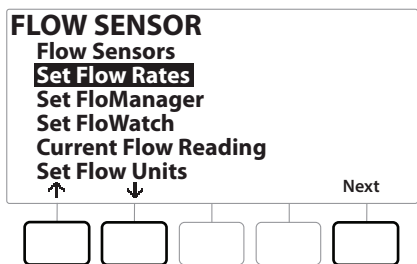 FLOW SENSOR
Flow Sensors
Set Flow Rates
Set FloManager
Set FloWatch
Current Flow Reading
Set Flow Units
Next